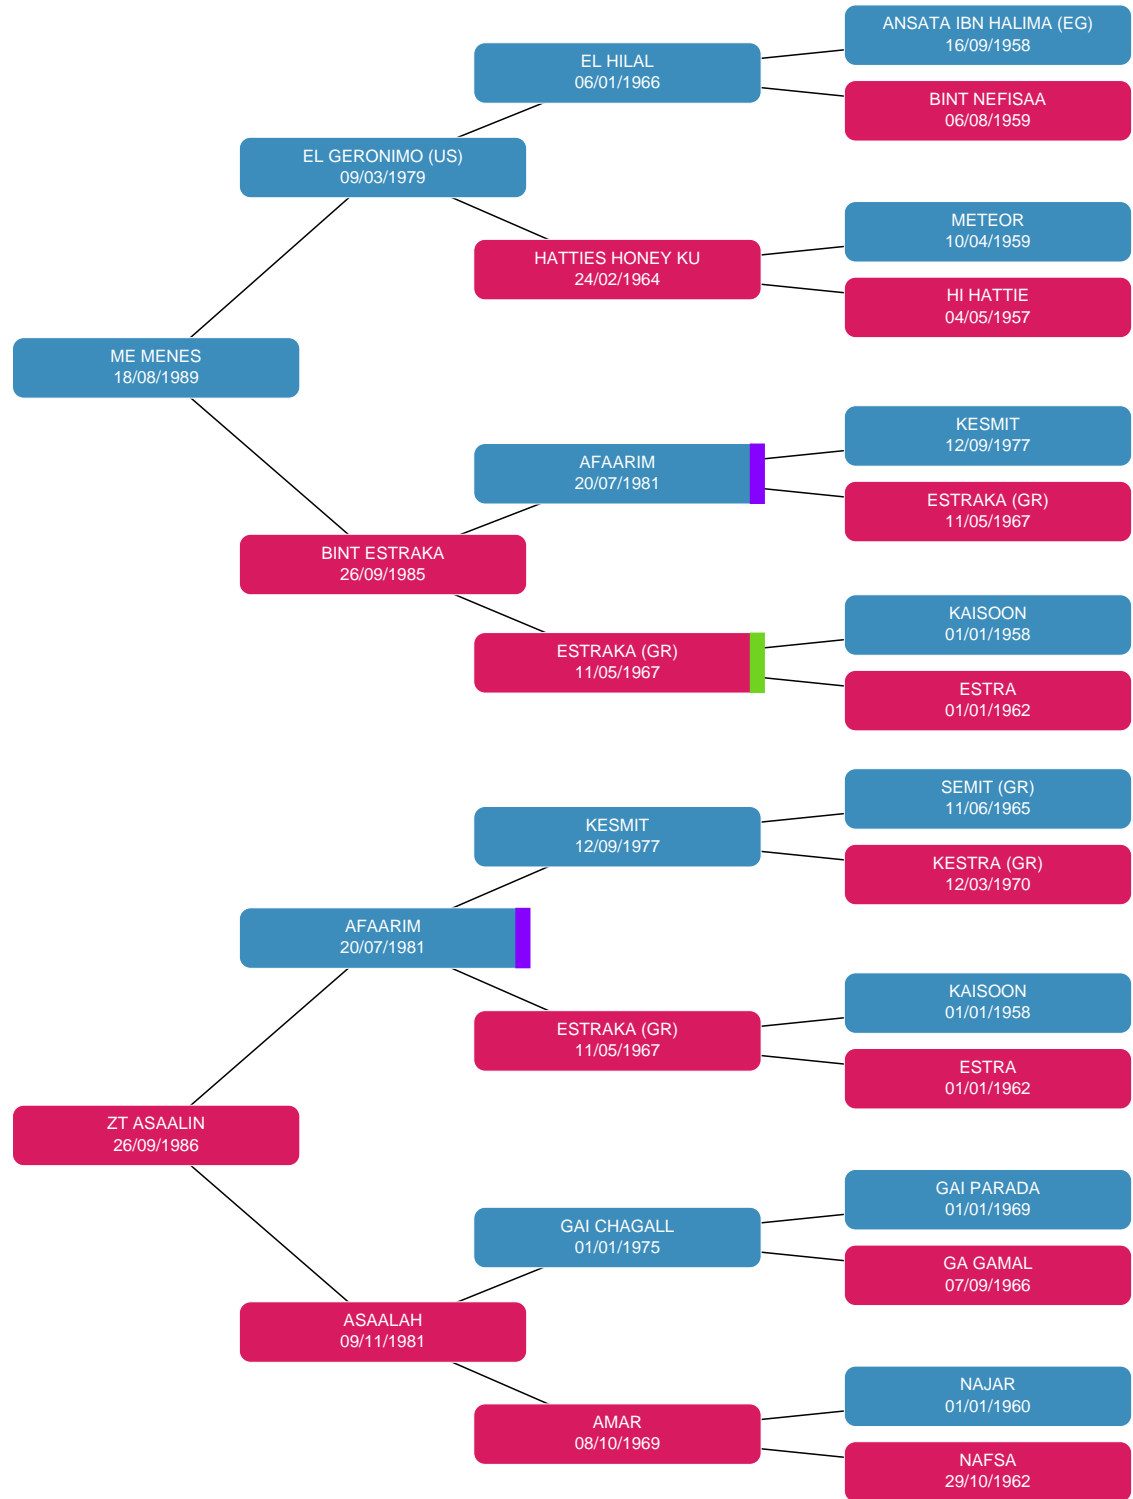 ANSATA IBN HALIMA (EG)
16/09/1958
EL HILAL
06/01/1966
BINT NEFISAA
06/08/1959
EL GERONIMO (US)
09/03/1979
METEOR
10/04/1959
HATTIES HONEY KU
24/02/1964
HI HATTIE
04/05/1957
ME MENES
18/08/1989
KESMIT
12/09/1977
AFAARIM
20/07/1981
ESTRAKA (GR)
11/05/1967
BINT ESTRAKA
26/09/1985
KAISOON
01/01/1958
ESTRAKA (GR)
11/05/1967
ESTRA
01/01/1962
SEMIT (GR)
11/06/1965
KESMIT
12/09/1977
KESTRA (GR)
12/03/1970
AFAARIM
20/07/1981
KAISOON
01/01/1958
ESTRAKA (GR)
11/05/1967
ESTRA
01/01/1962
ZT ASAALIN
26/09/1986
GAI PARADA
01/01/1969
GAI CHAGALL
01/01/1975
GA GAMAL
07/09/1966
ASAALAH
09/11/1981
NAJAR
01/01/1960
AMAR
08/10/1969
NAFSA
29/10/1962